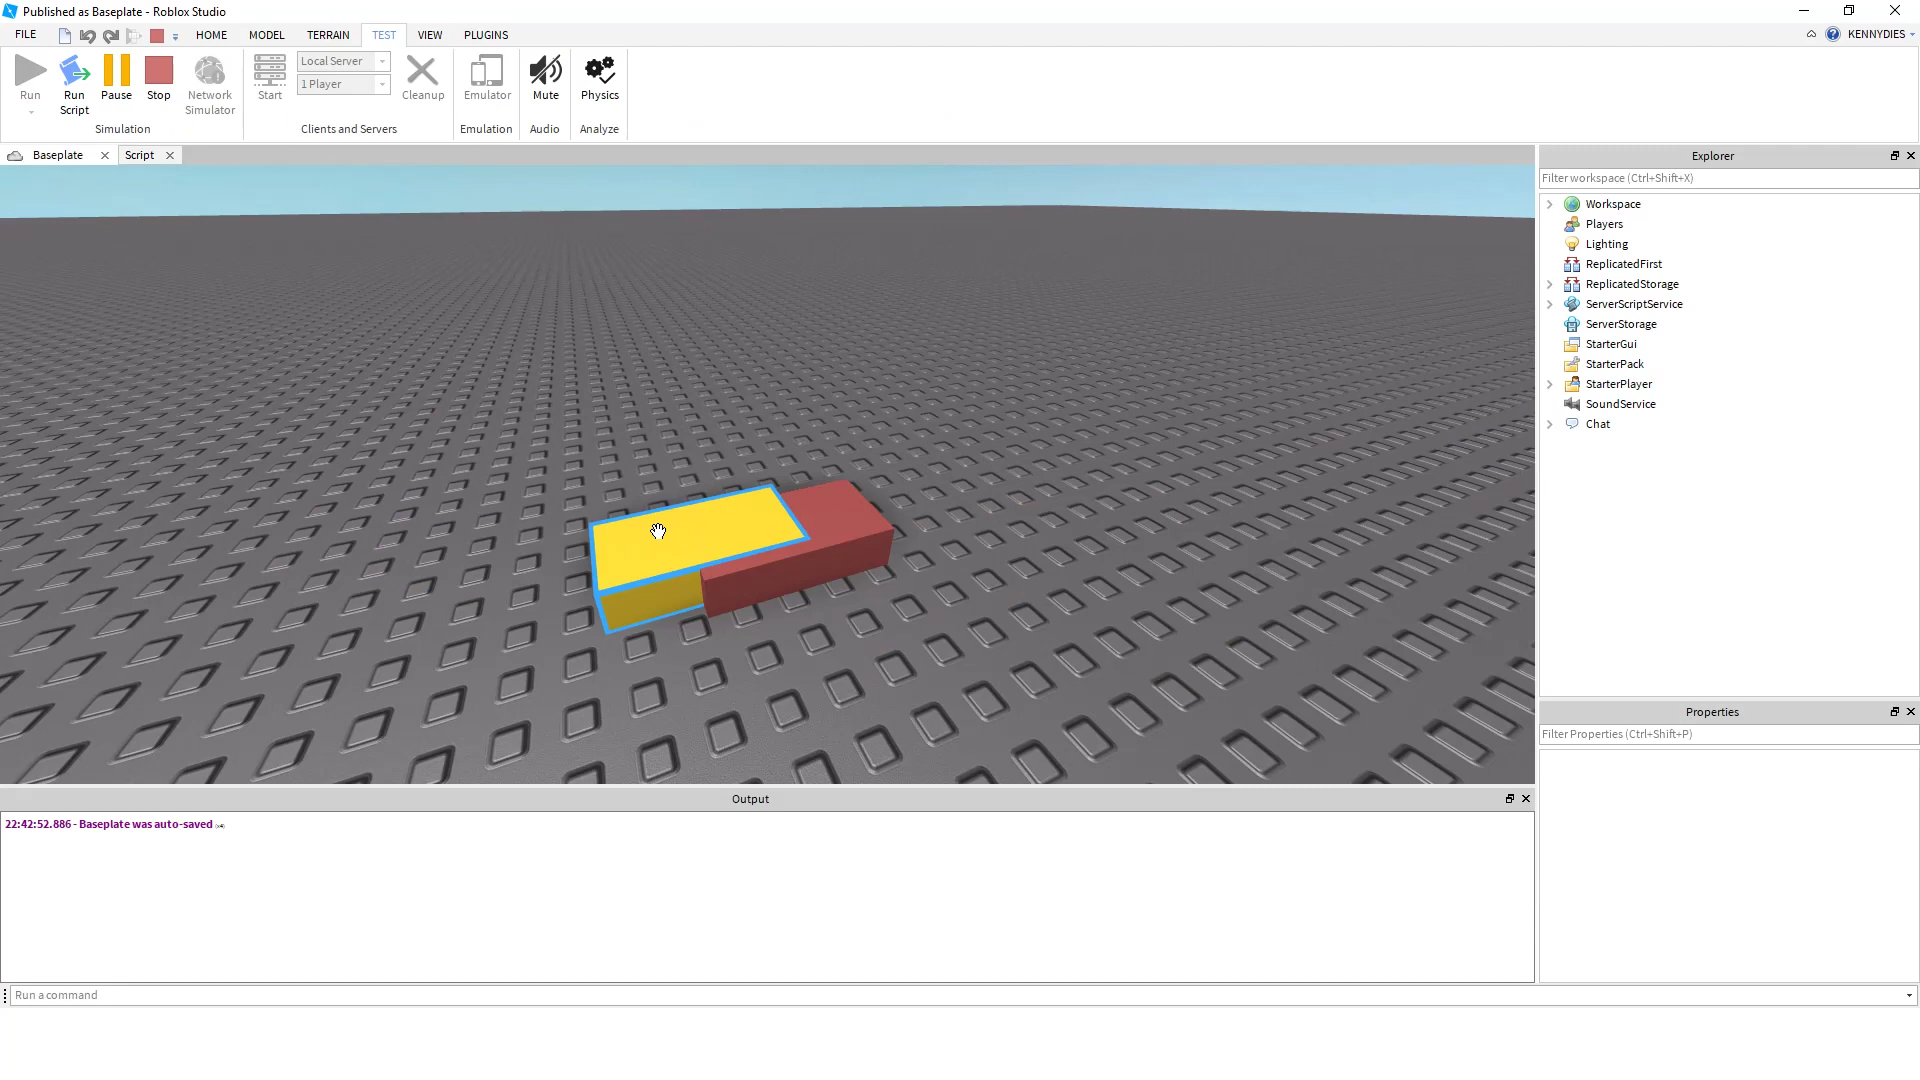 Published as Baseplate - Roblox Studio
FILE
HOME
MODEL
TERRAIN
TEST
VIEW
PLUGINS
KENNYDIES
Run
Run
Script
Pause
Stop
Network
Simulator
Simulation
Start
Local Server
1 Player
Cleanup
Clients and Servers
Emulator
Emulation
Mute
Audio
Physics
Analyze
Baseplate
Script
Explorer
Filter workspace (Ctrl+Shift+X)
Workspace
Players
Lighting
ReplicatedFirst
ReplicatedStorage
ServerScriptService
ServerStorage
StarterGui
StarterPack
StarterPlayer
SoundService
Chat
Properties
Filter Properties (Ctrl+Shift+P)
Output
22:42:52.886 - Baseplate was auto-saved (x4)
Run a command